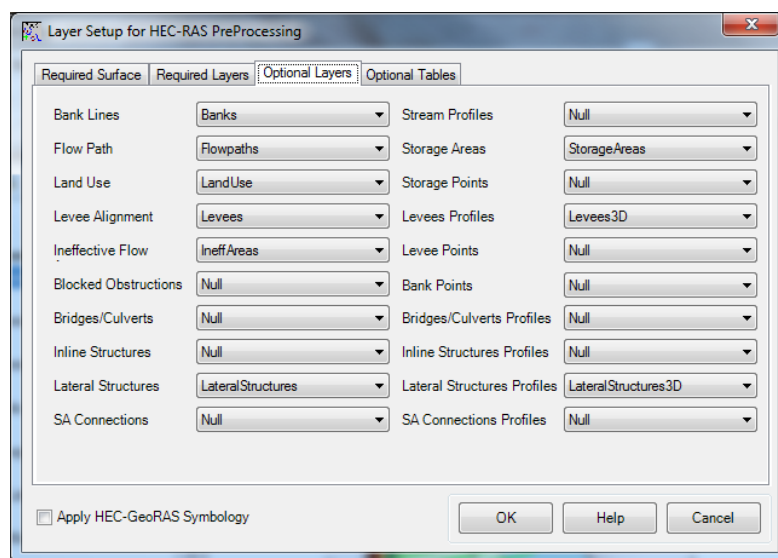 Layer Setup for HEC-RAS PreProcessing
Required Surface Required Layers Optional Layers Optional Tables
Bank Lines Banks Stream Profiles Null
Flow Path Flowpaths Storage Areas StorageAreas
Land Use LandUse Storage Points Null
Levee Alignment Levees Levees Profiles Levees3D
Ineffective Flow IneffAreas Levee Points Null
Blocked Obstructions Null Bank Points Null
Bridges/Culverts Null Bridges/Culverts Profiles Null
Inline Structures Null Inline Structures Profiles Null
Lateral Structures LateralStructures Lateral Structures Profiles LateralStructures3D
SA Connections Null SA Connections Profiles Null
Apply HEC-GeoRAS Symbology OK Help Cancel